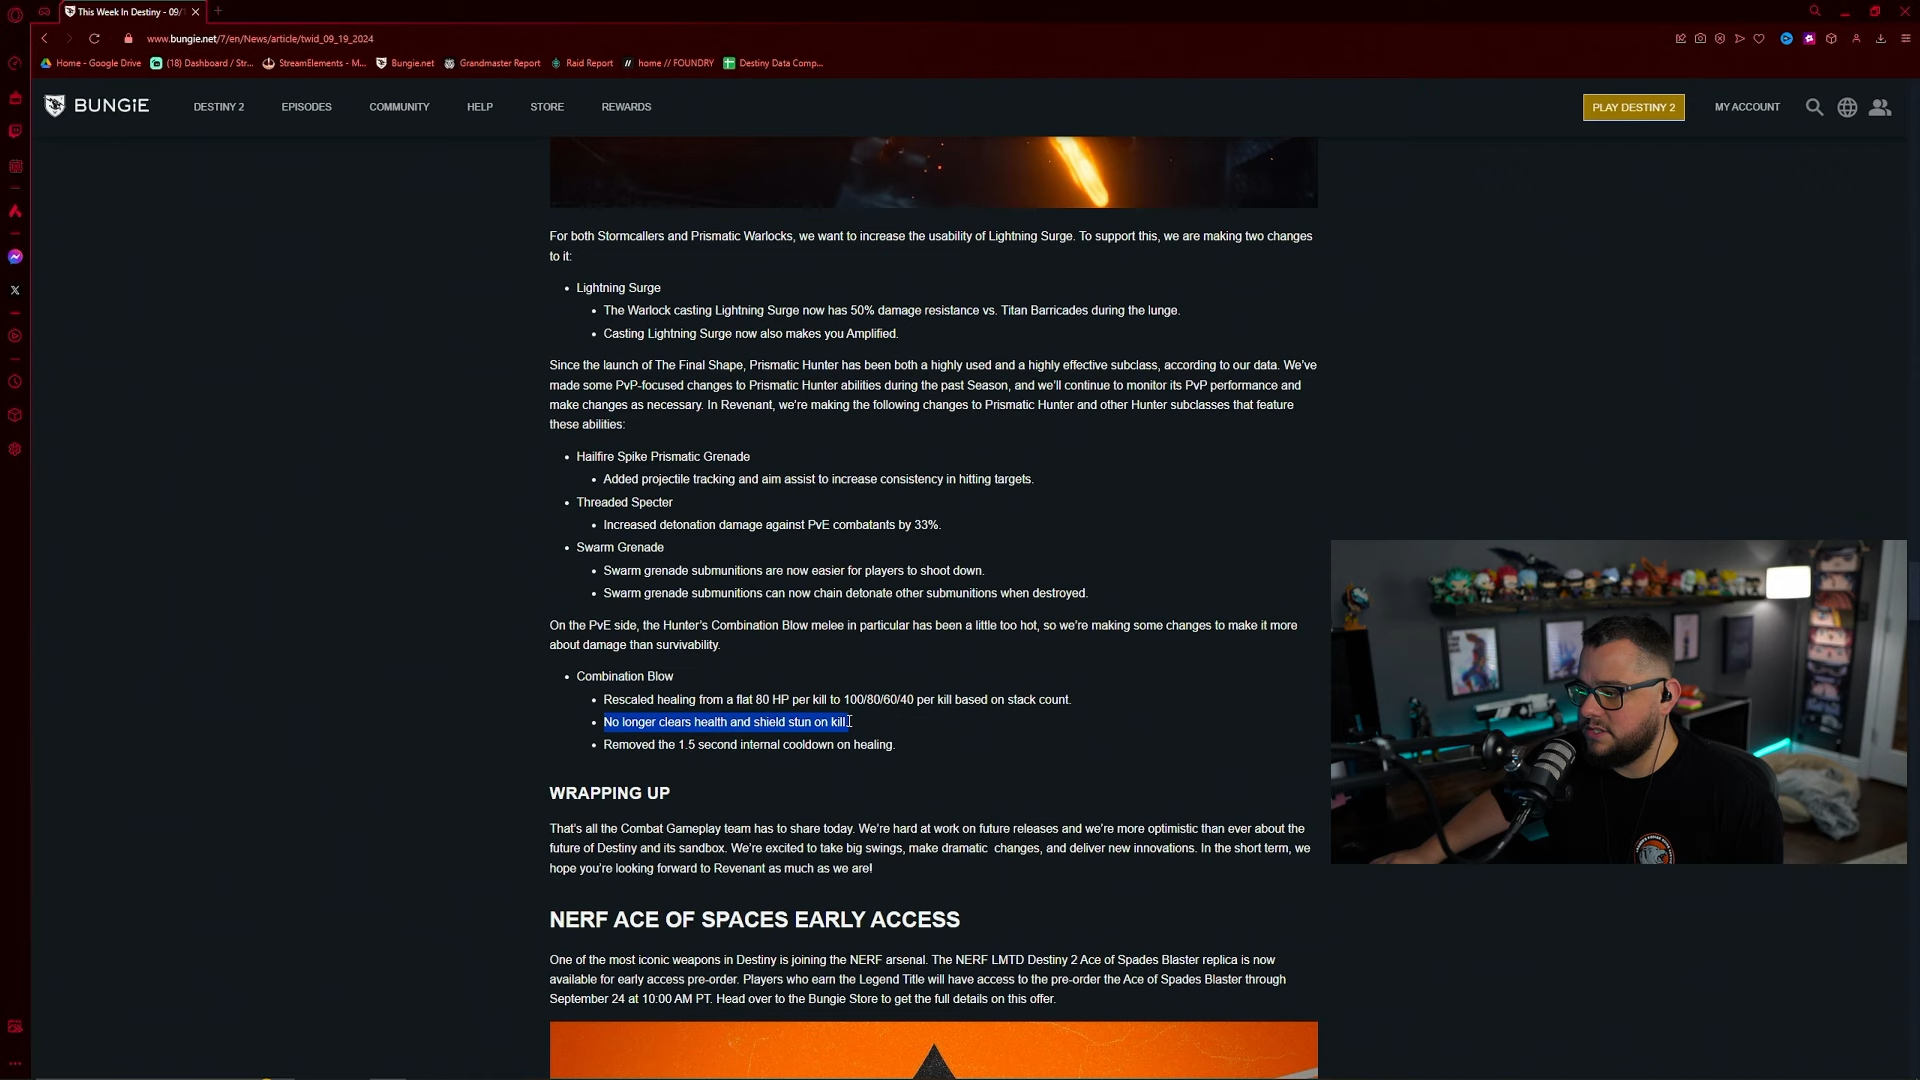 This Week In Destiny - 09/
www.bungie.net/7/en/News/article/twid_09_19_2024
Home - Google Drive
(18) Dashboard / Str...
StreamElements - M...
Bungie.net
Grandmaster Report
Raid Report
home // FOUNDRY
Destiny Data Comp...
BUNGiE
DESTINY 2
EPISODES
COMMUNITY
HELP
STORE
REWARDS
PLAY DESTINY 2
MY ACCOUNT
For both Stormcallers and Prismatic Warlocks, we want to increase the usability of Lightning Surge. To support this, we are making two changes
to it:
• Lightning Surge
• The Warlock casting Lightning Surge now has 50% damage resistance vs. Titan Barricades during the lunge.
• Casting Lightning Surge now also makes you Amplified.
Since the launch of The Final Shape, Prismatic Hunter has been both a highly used and a highly effective subclass, according to our data. We've
made some PvP-focused changes to Prismatic Hunter abilities during the past Season, and we'll continue to monitor its PvP performance and
make changes as necessary. In Revenant, we're making the following changes to Prismatic Hunter and other Hunter subclasses that feature
these abilities:
• Hailfire Spike Prismatic Grenade
• Added projectile tracking and aim assist to increase consistency in hitting targets.
• Threaded Specter
• Increased detonation damage against PvE combatants by 33%.
• Swarm Grenade
• Swarm grenade submunitions are now easier for players to shoot down.
• Swarm grenade submunitions can now chain detonate other submunitions when destroyed.
On the PvE side, the Hunter's Combination Blow melee in particular has been a little too hot, so we're making some changes to make it more
about damage than survivability.
• Combination Blow
• Rescaled healing from a flat 80 HP per kill to 100/80/60/40 per kill based on stack count.
• No longer clears health and shield stun on kill.
• Removed the 1.5 second internal cooldown on healing.
WRAPPING UP
That's all the Combat Gameplay team has to share today. We're hard at work on future releases and we're more optimistic than ever about the
future of Destiny and its sandbox. We're excited to take big swings, make dramatic changes, and deliver new innovations. In the short term, we
hope you're looking forward to Revenant as much as we are!
NERF ACE OF SPACES EARLY ACCESS
One of the most iconic weapons in Destiny is joining the NERF arsenal. The NERF LMTD Destiny 2 Ace of Spades Blaster replica is now
available for early access pre-order. Players who earn the Legend Title will have access to the pre-order the Ace of Spades Blaster through
September 24 at 10:00 AM PT. Head over to the Bungie Store to get the full details on this offer.